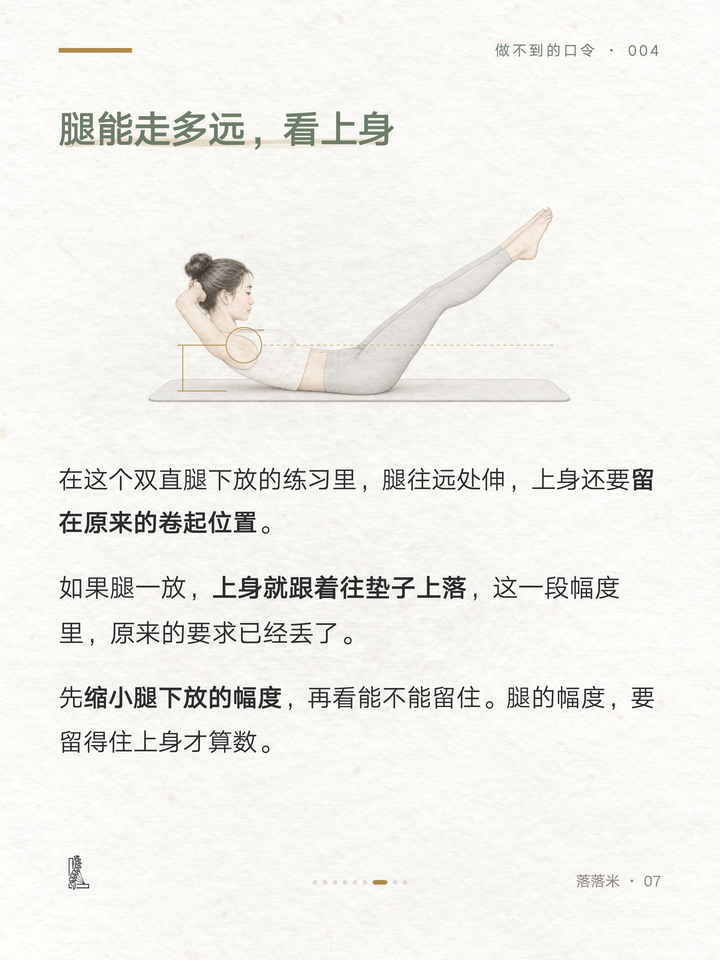 做不到的口令 · 004
腿能走多远，看上身
在这个双直腿下放的练习里，腿往远处伸，上身还要留
在原来的卷起位置。
如果腿一放，上身就跟着往垫子上落，这一段幅度
里，原来的要求已经丢了。
先缩小腿下放的幅度，再看能不能留住。腿的幅度，要
留得住上身才算数。
落落米 · 07